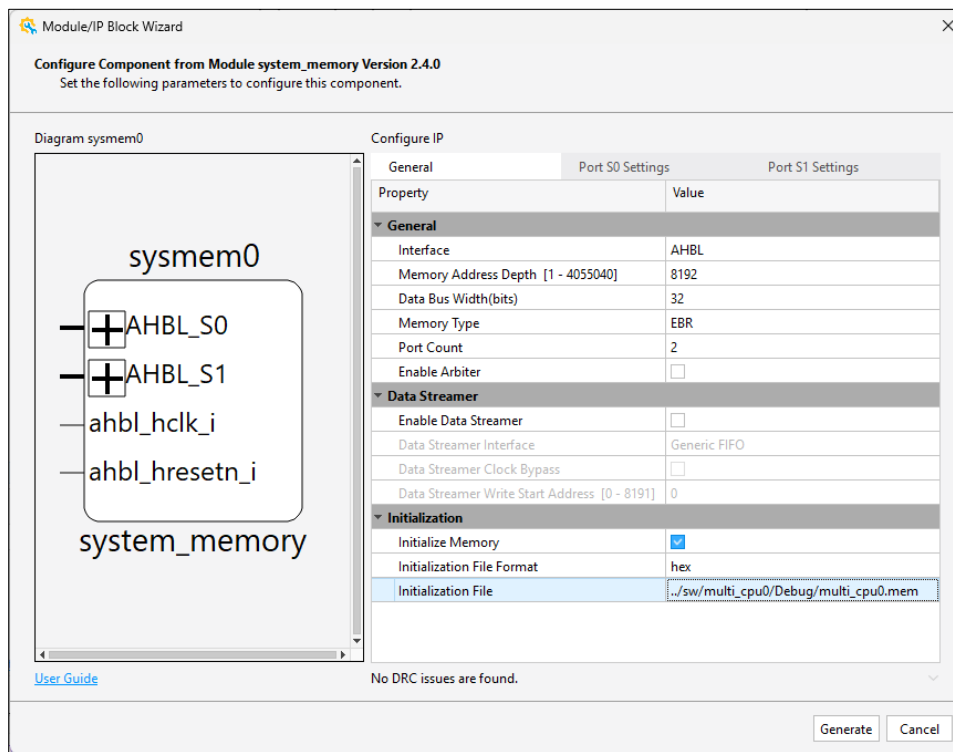 Module/IP Block Wizard
Configure Component from Module system_memory Version 2.4.0
Set the following parameters to configure this component.
Diagram sysmem0
sysmem0
AHBL_S0
AHBL_S1
ahbl_hclk_i
ahbl_hresetn_i
system_memory
User Guide
Configure IP
General Port S0 Settings Port S1 Settings
Property Value
General
Interface AHBL
Memory Address Depth [1 - 4055040] 8192
Data Bus Width(bits) 32
Memory Type EBR
Port Count 2
Enable Arbiter
Data Streamer
Enable Data Streamer
Data Streamer Interface Generic FIFO
Data Streamer Clock Bypass
Data Streamer Write Start Address [0 - 8191] 0
Initialization
Initialize Memory
Initialization File Format hex
Initialization File ../sw/multi_cpu0/Debug/multi_cpu0.mem
No DRC issues are found.
Generate Cancel